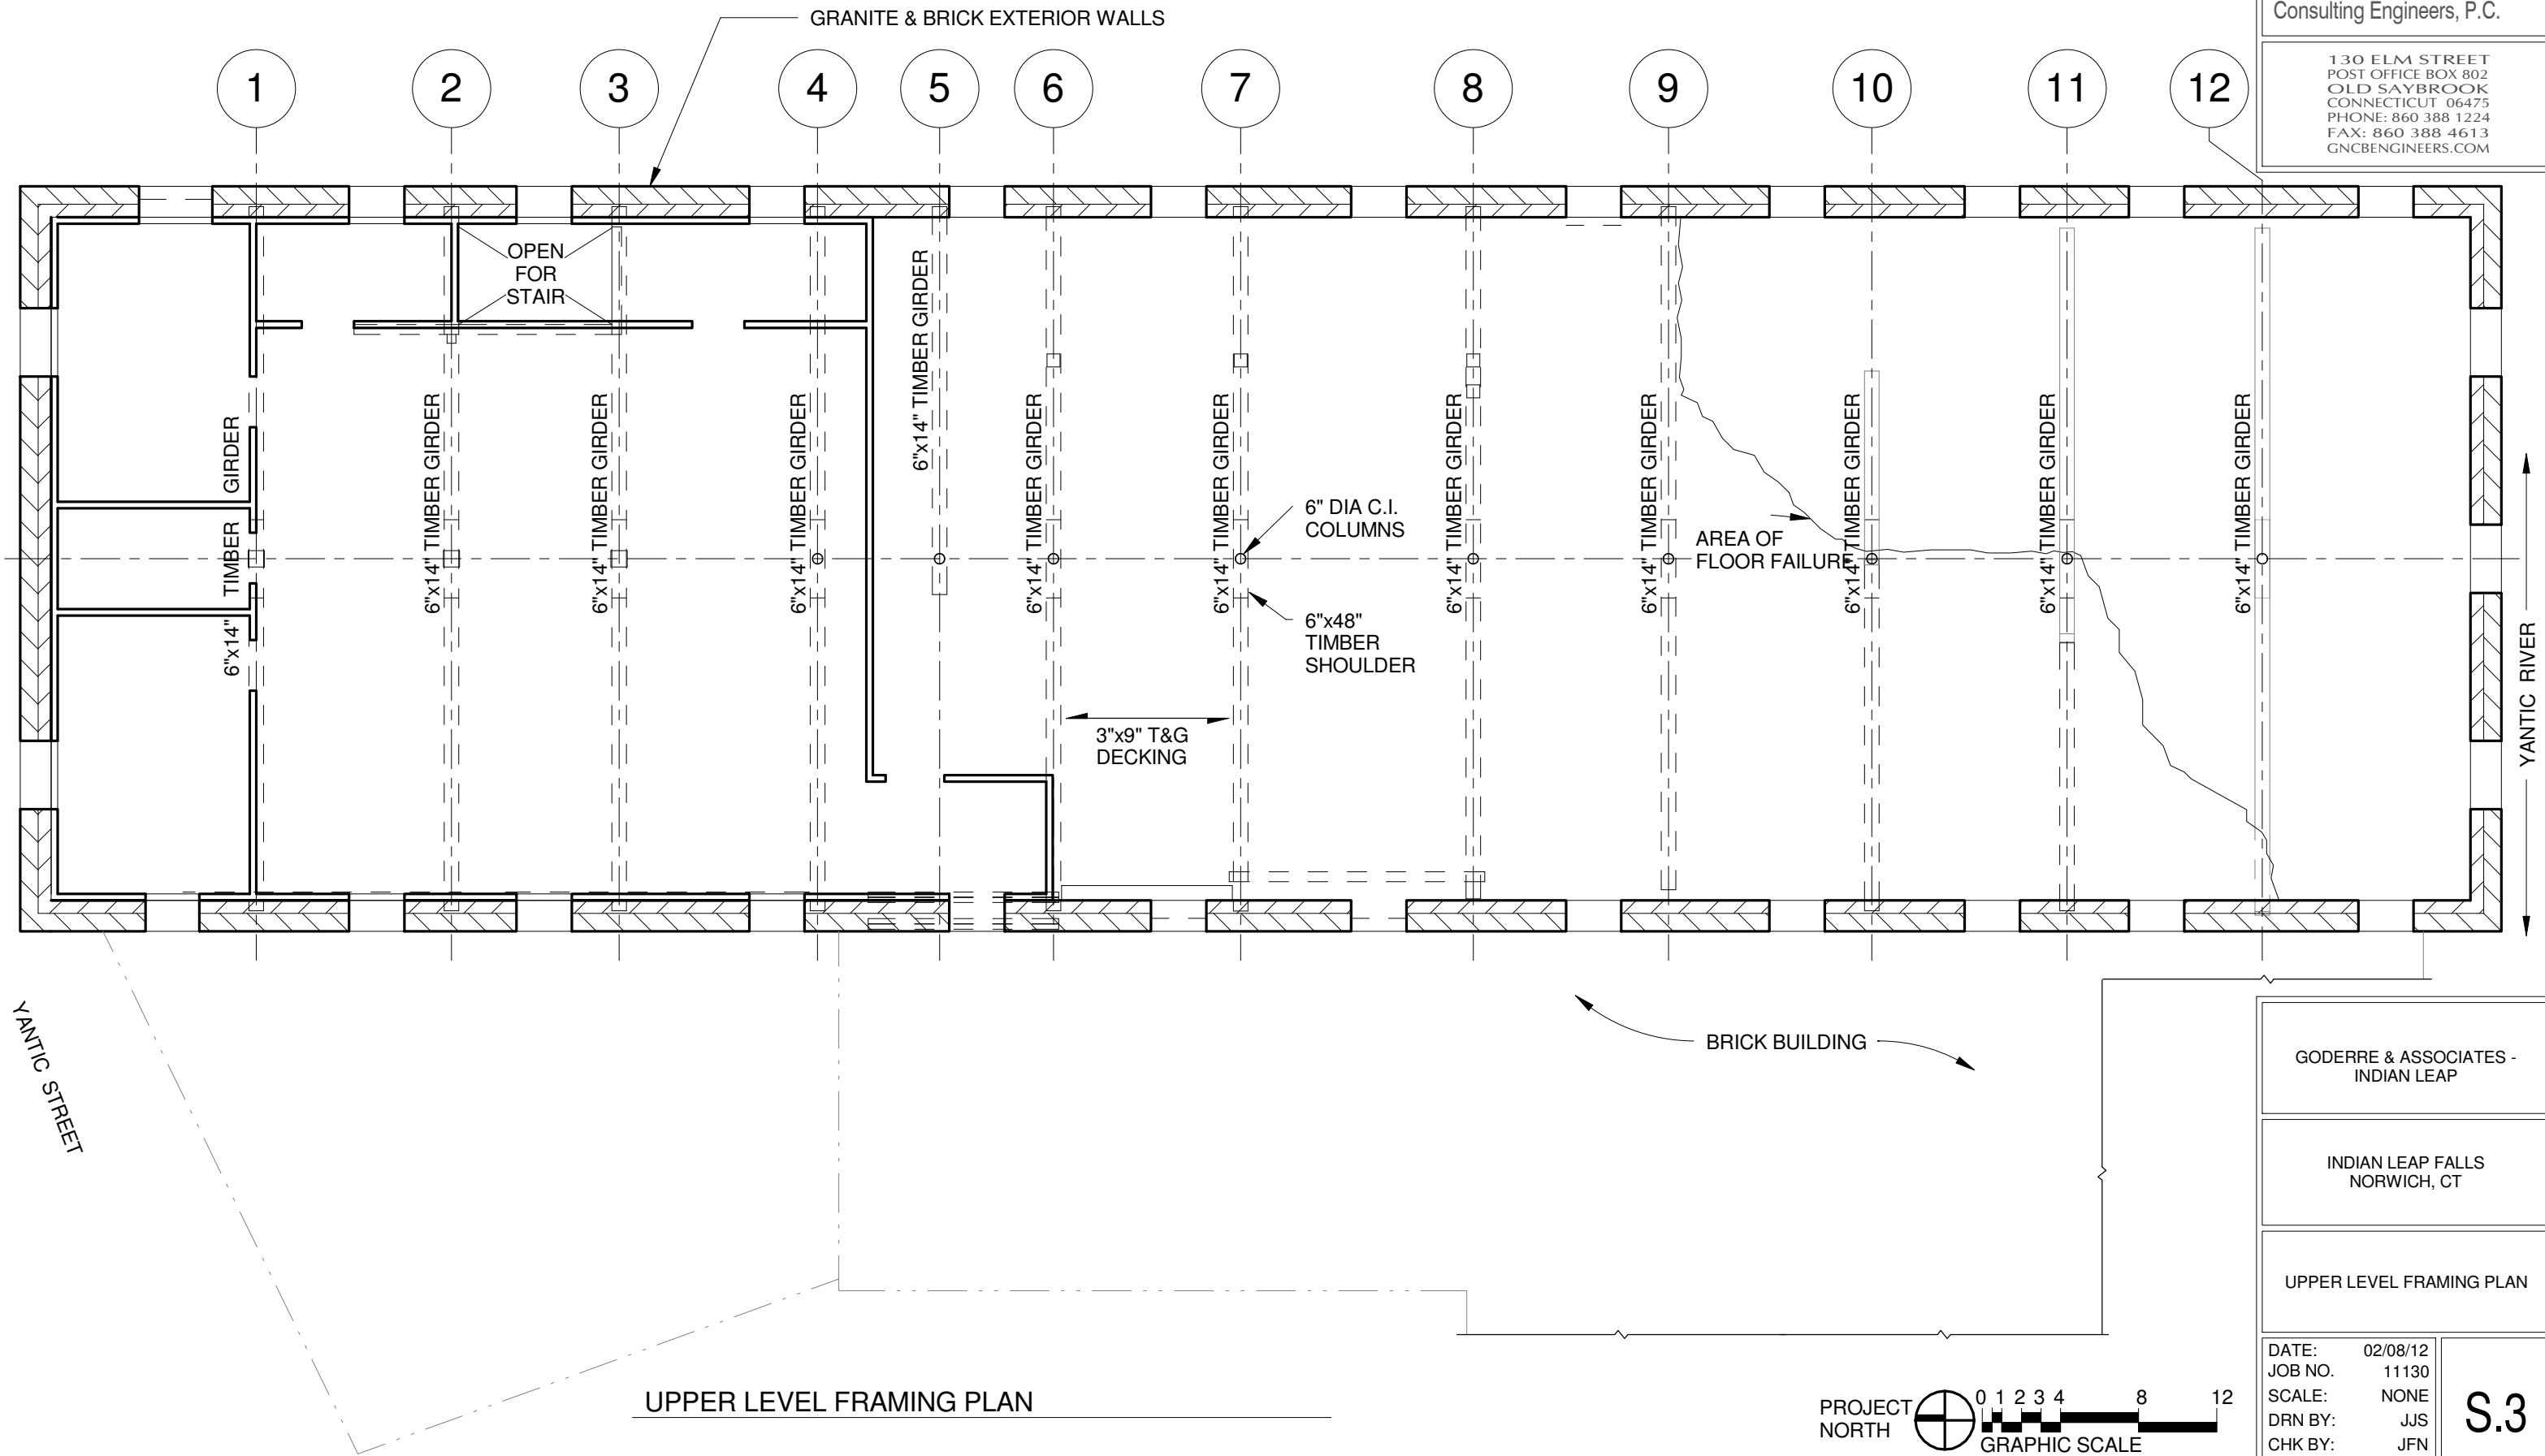 GRANITE & BRICK EXTERIOR WALLS
Consulting Engineers, P.C.
130 ELM STREET
POST OFFICE BOX 802
OLD SAYBROOK
CONNECTICUT 06475
PHONE: 860 388 1224
FAX: 860 388 4613
GNCBENGINEERS.COM
1
2
3
4
5
6
7
8
9
10
11
12
OPEN
FOR
STAIR
6"x14" TIMBER GIRDER
6"x14" TIMBER GIRDER
6"x14" TIMBER GIRDER
6"x14" TIMBER GIRDER
6"x14" TIMBER GIRDER
6"x14" TIMBER GIRDER
6"x14" TIMBER GIRDER
6"x14" TIMBER GIRDER
6"x14" TIMBER GIRDER
6"x14" TIMBER GIRDER
6"x14" TIMBER GIRDER
6"x14" TIMBER GIRDER
6" DIA C.I.
COLUMNS
AREA OF
FLOOR FAILURE
6"x48"
TIMBER
SHOULDER
3"x9" T&G
DECKING
YANTIC RIVER
YANTIC STREET
BRICK BUILDING
GODERRE & ASSOCIATES -
INDIAN LEAP
INDIAN LEAP FALLS
NORWICH, CT
UPPER LEVEL FRAMING PLAN
DATE: 02/08/12
JOB NO. 11130
SCALE: NONE
DRN BY: JJS
CHK BY: JFN
S.3
UPPER LEVEL FRAMING PLAN
PROJECT
NORTH
0 1 2 3 4 8 12
GRAPHIC SCALE